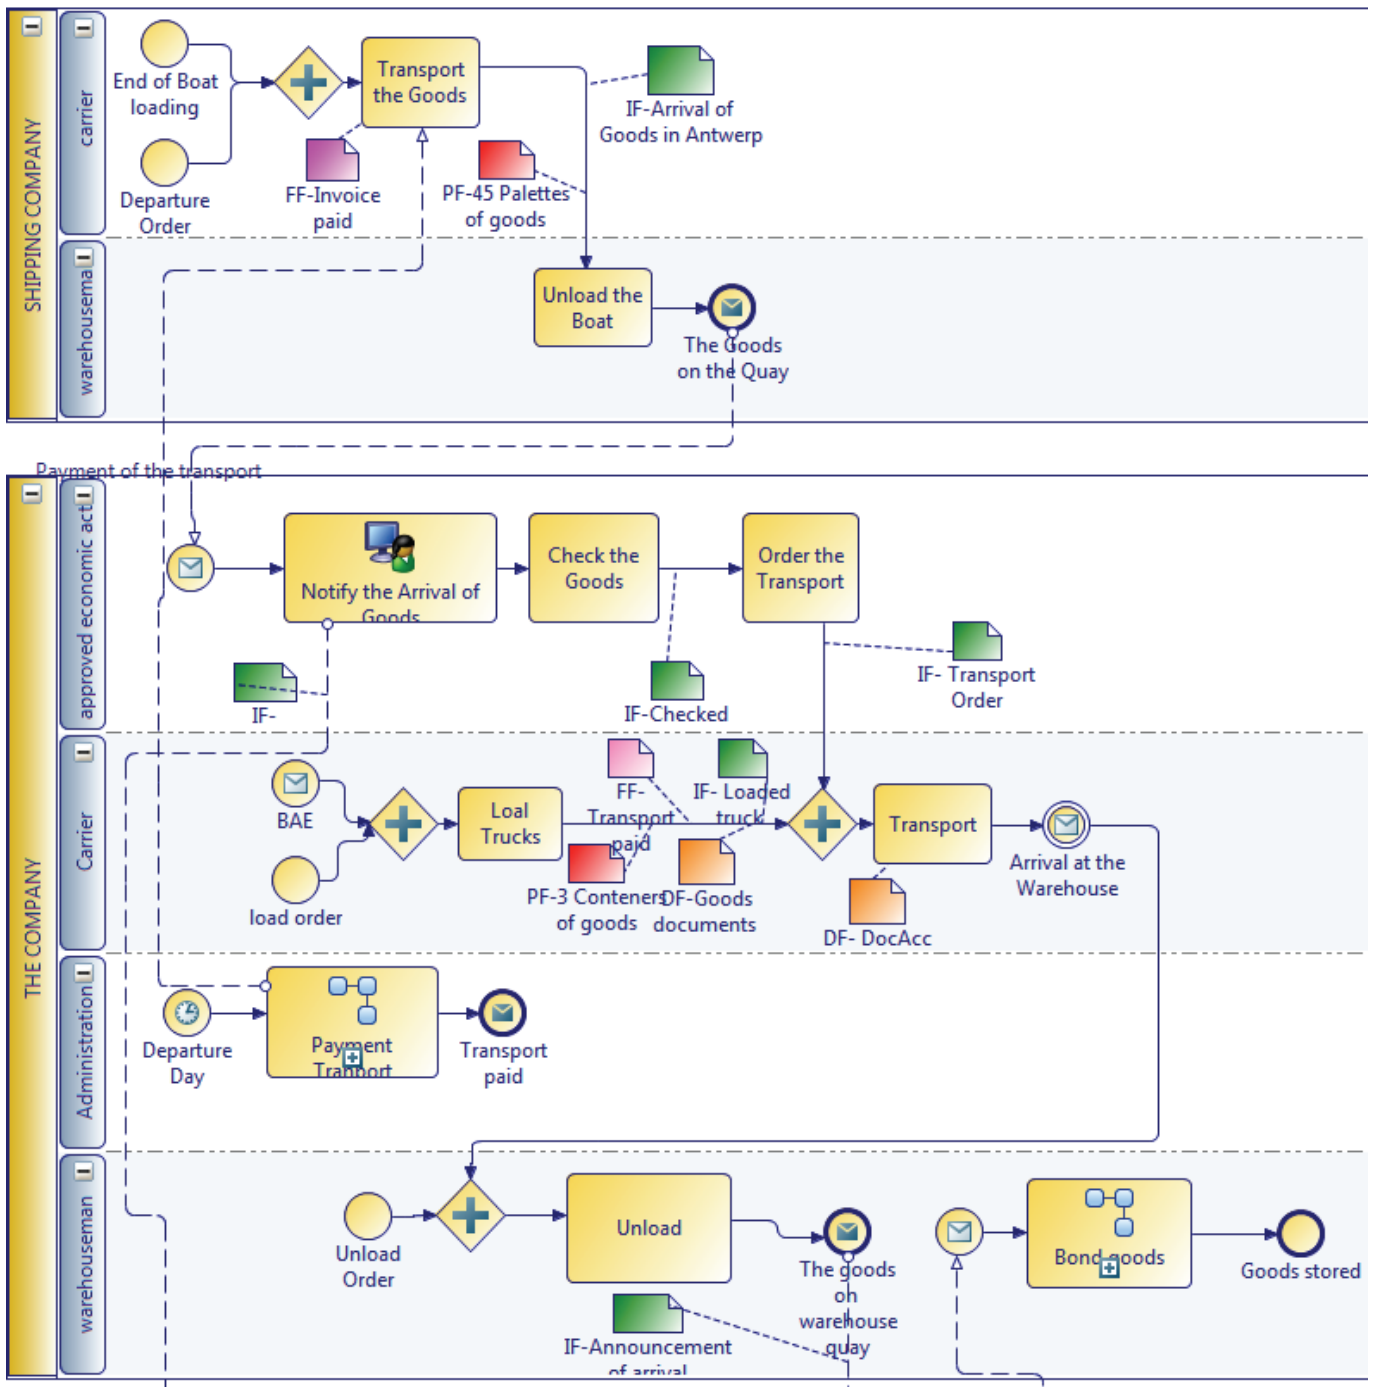 SHIPPING COMPANY
carrier
End of Boat
loading
Departure
Order
Transport
the Goods
FF-Invoice
paid
PF-45 Palettes
of goods
IF-Arrival of
Goods in Antwerp
warehousema
Unload the
Boat
The Goods
on the Quay
Payment of the transport
THE COMPANY
approved economic act
Notify the Arrival of
Goods
Check the
Goods
Order the
Transport
IF-
IF-Checked
IF- Transport
Order
Carrier
BAE
load order
Loal
Trucks
FF-
Transport
paid
IF- Loaded
truck
PF-3 Conteners
of goods
DF-Goods
documents
Transport
DF- DocAcc
Arrival at the
Warehouse
Administration
Departure
Day
Payment
Tranport
Transport
paid
warehouseman
Unload
Order
Unload
The goods
on
warehouse
quay
IF-Announcement
of arrival
Bond goods
Goods stored